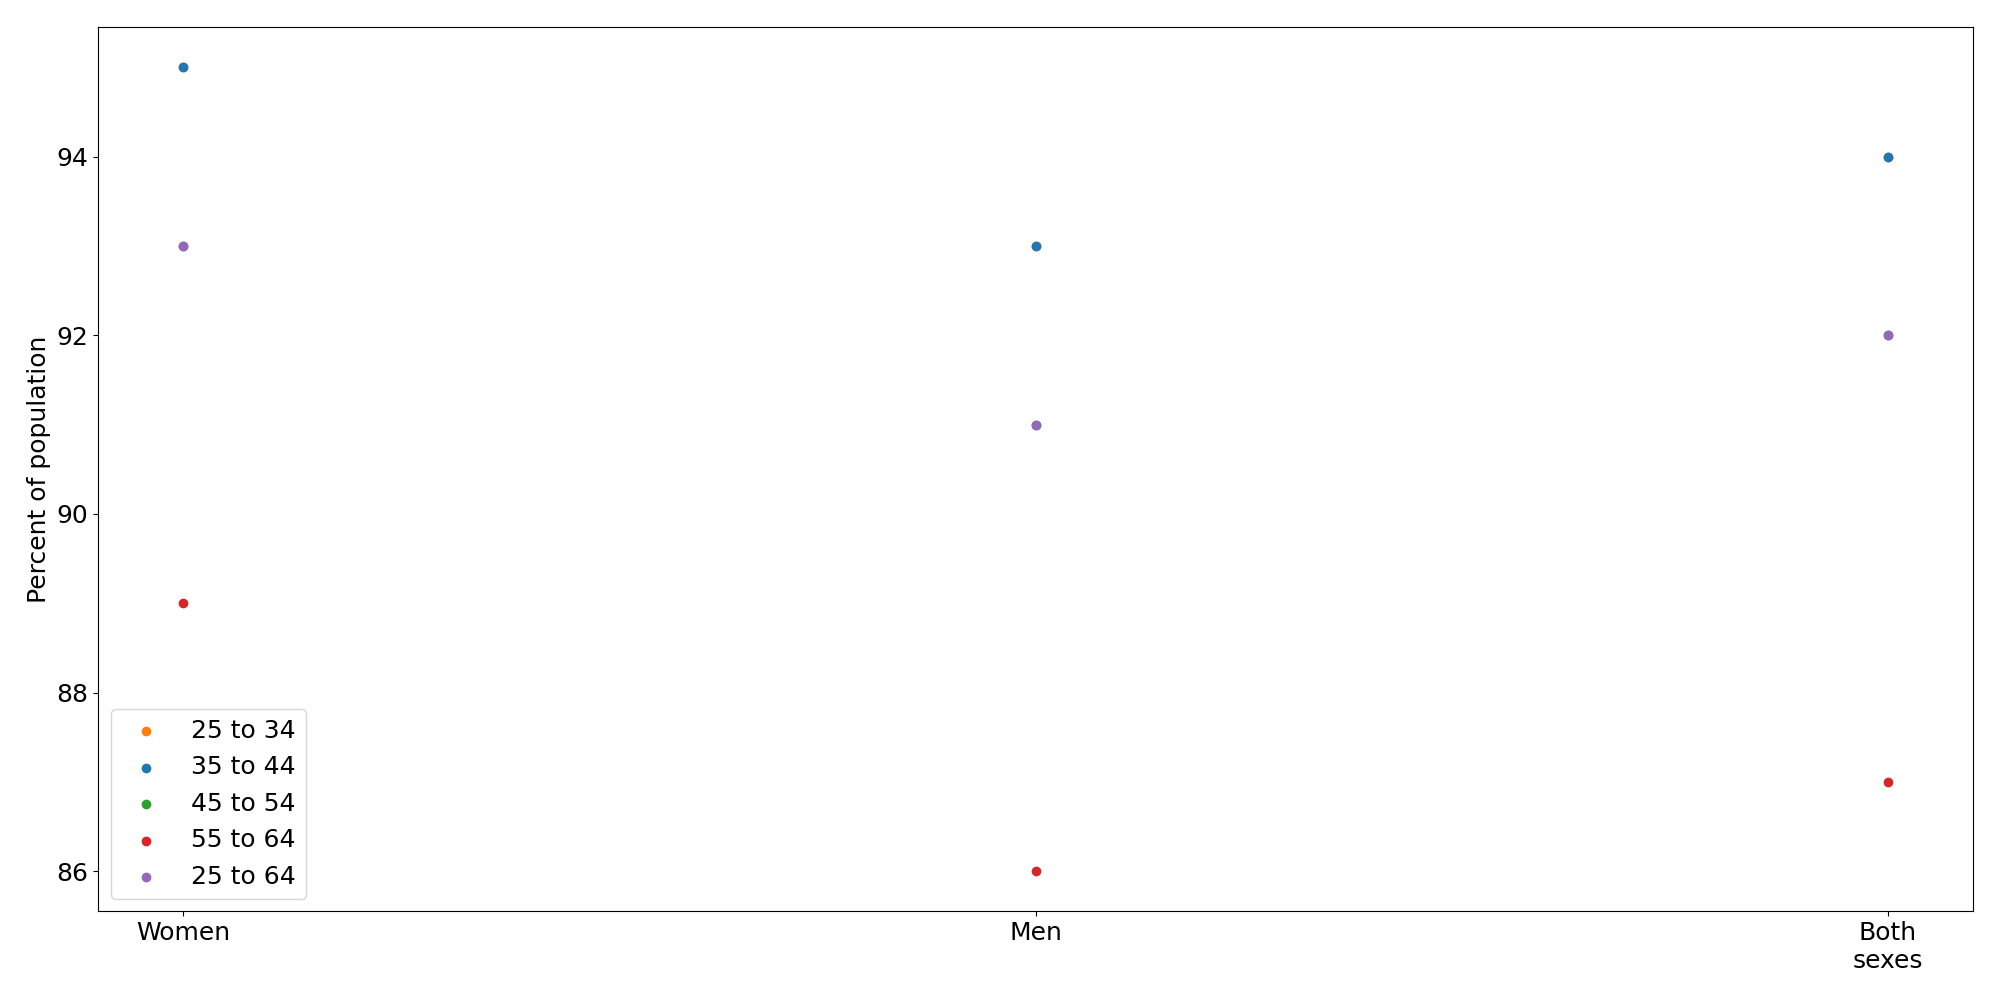 94
92
90
88
86
Percent of population
25 to 34
35 to 44
45 to 54
55 to 64
25 to 64
Women
Men
Both
sexes